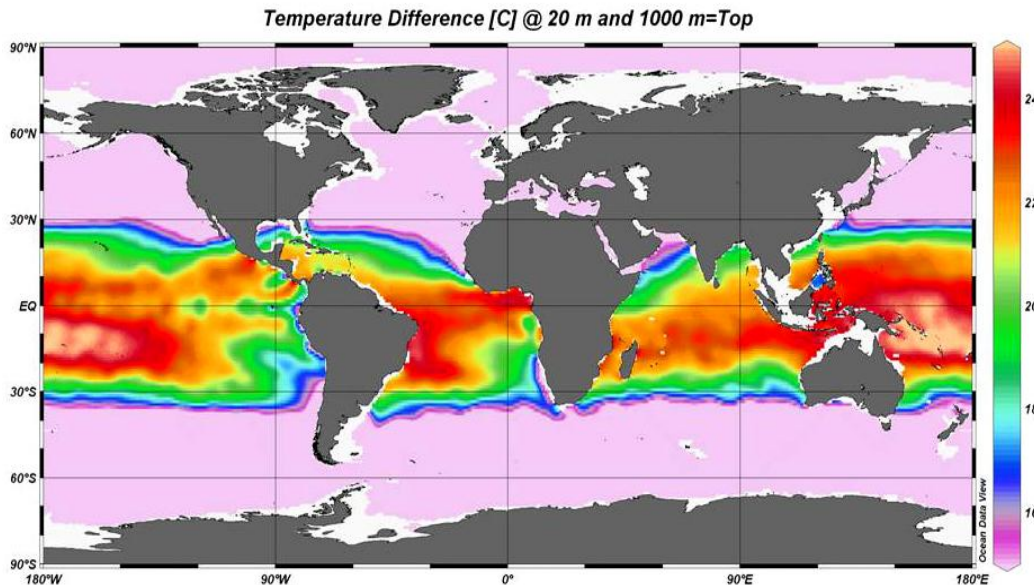 Temperature Difference [C] @ 20 m and 1000 m=Top
90°N
60°N
30°N
EQ
30°S
60°S
90°S
180°W
90°W
0°
90°E
180°E
24
22
20
18
16
Ocean Data View